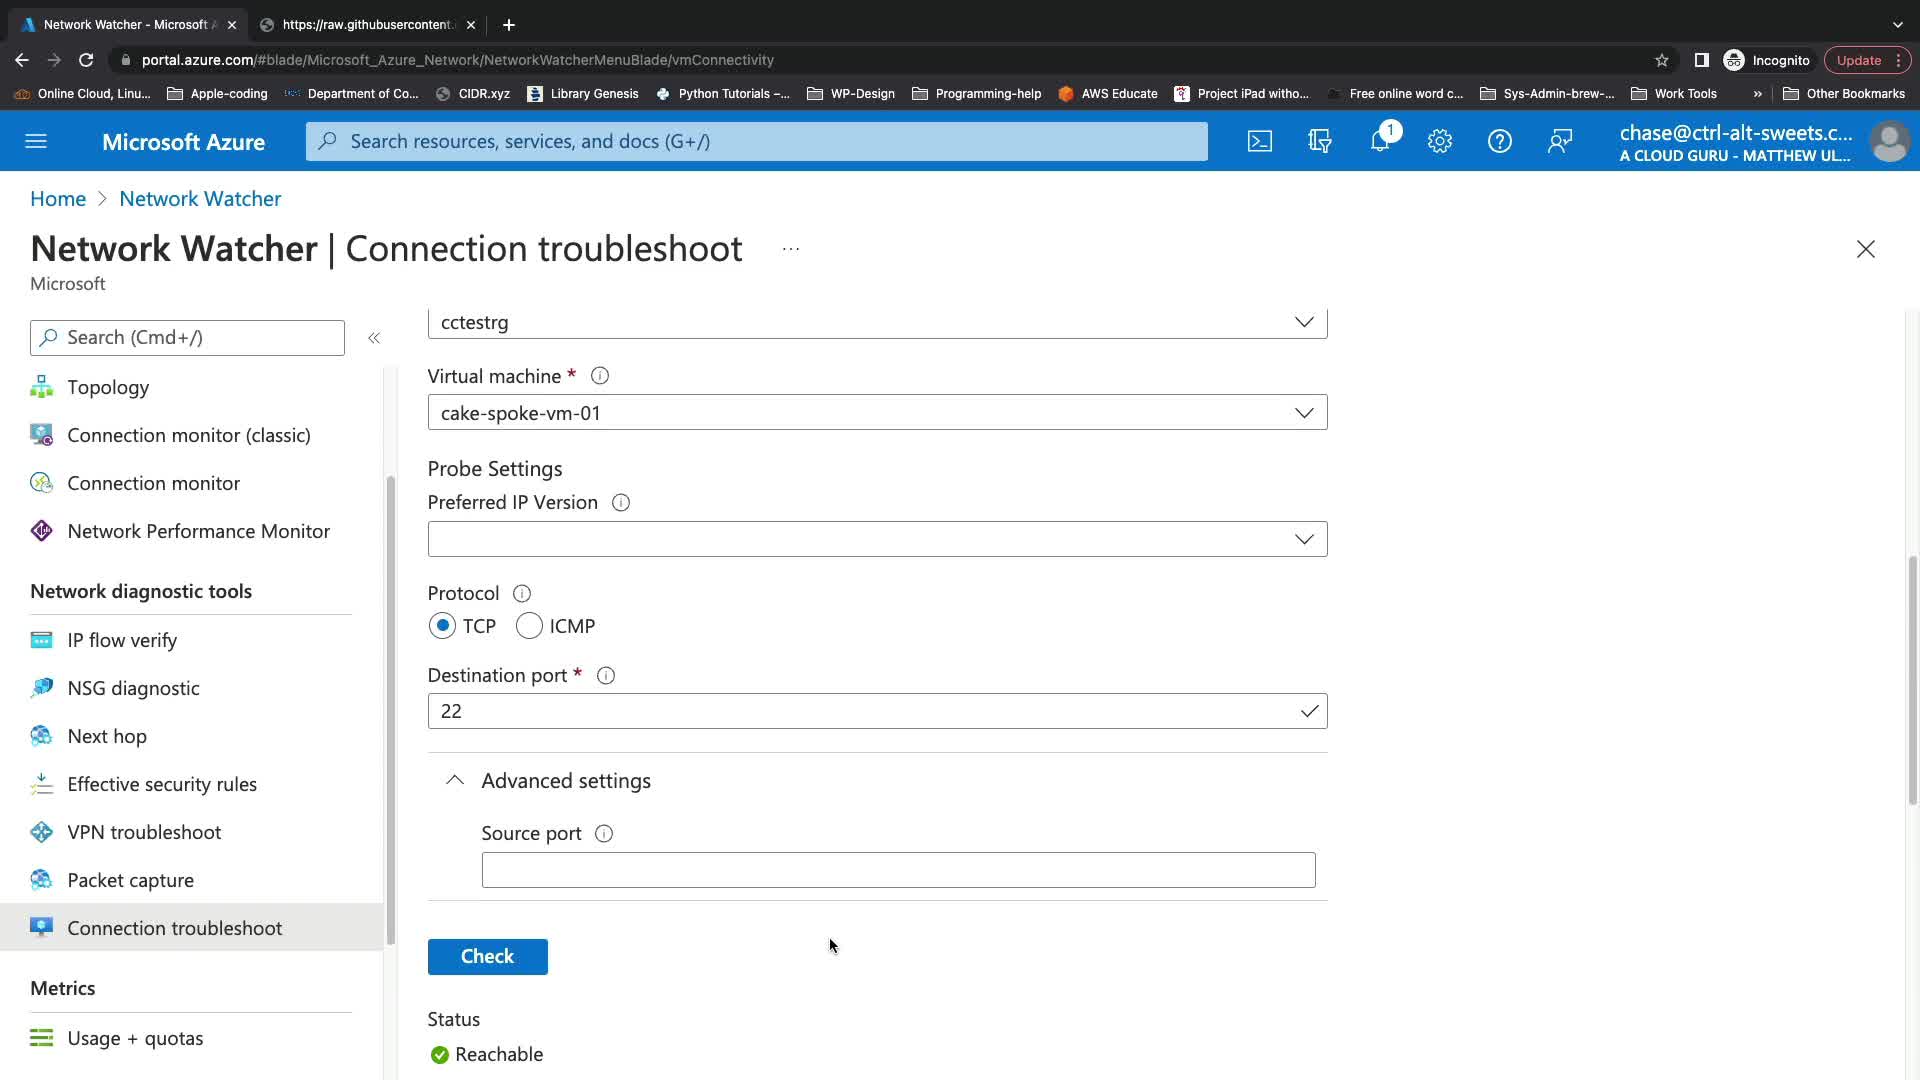 Network Watcher - Microsoft A
https://raw.githubusercontent.
portal.azure.com/#blade/Microsoft_Azure_Network/NetworkWatcherMenuBlade/vmConnectivity
Incognito
Update
Online Cloud, Linu...
Apple-coding
Department of Co...
CIDR.xyz
Library Genesis
Python Tutorials –...
WP-Design
Programming-help
AWS Educate
Project iPad witho...
Free online word c...
Sys-Admin-brew-...
Work Tools
»
Other Bookmarks
Microsoft Azure
Search resources, services, and docs (G+/)
1
chase@ctrl-alt-sweets.c...
A CLOUD GURU - MATTHEW UL...
Home > Network Watcher
Network Watcher | Connection troubleshoot ...
Microsoft
Search (Cmd+/)
«
Topology
Connection monitor (classic)
Connection monitor
Network Performance Monitor
Network diagnostic tools
IP flow verify
NSG diagnostic
Next hop
Effective security rules
VPN troubleshoot
Packet capture
Connection troubleshoot
Metrics
Usage + quotas
cctestrg
Virtual machine *
cake-spoke-vm-01
Probe Settings
Preferred IP Version
Protocol
TCP
ICMP
Destination port *
22
Advanced settings
Source port
Check
Status
Reachable